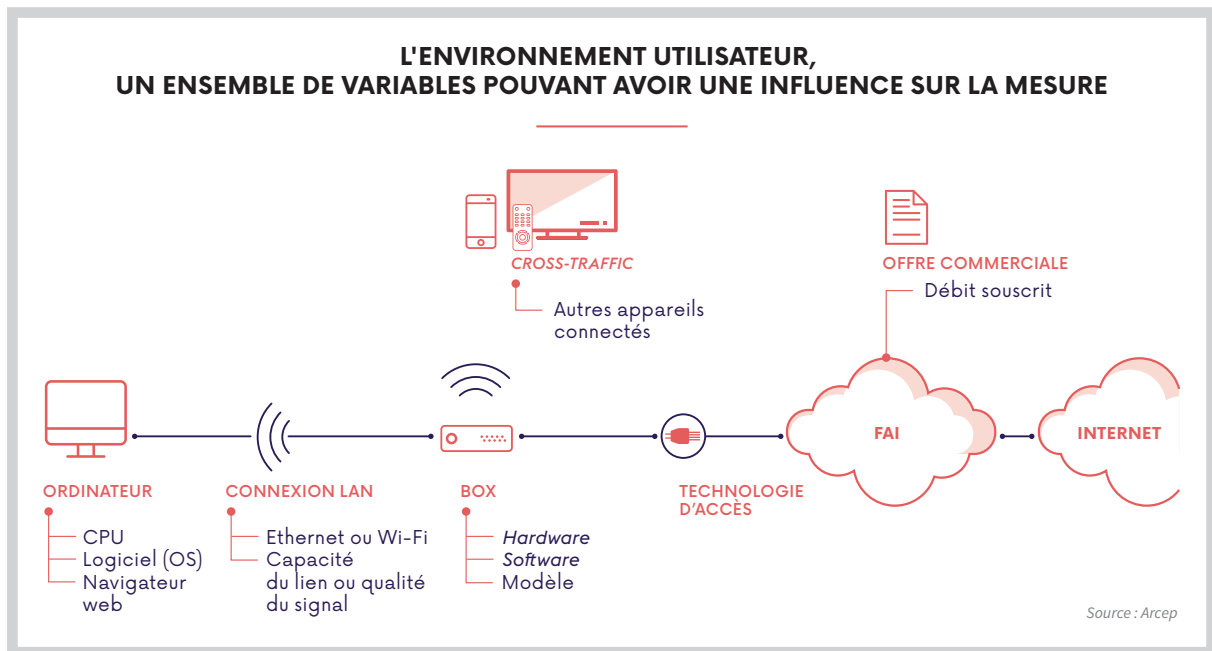 L'ENVIRONNEMENT UTILISATEUR,
UN ENSEMBLE DE VARIABLES POUVANT AVOIR UNE INFLUENCE SUR LA MESURE
CROSS-TRAFFIC
Autres appareils
connectés
OFFRE COMMERCIALE
Débit souscrit
FAI
INTERNET
ORDINATEUR
CPU
Logiciel (OS)
Navigateur
web
CONNEXION LAN
Ethernet ou Wi-Fi
Capacité
du lien ou qualité
du signal
BOX
Hardware
Software
Modèle
TECHNOLOGIE
D'ACCÈS
Source : Arcep